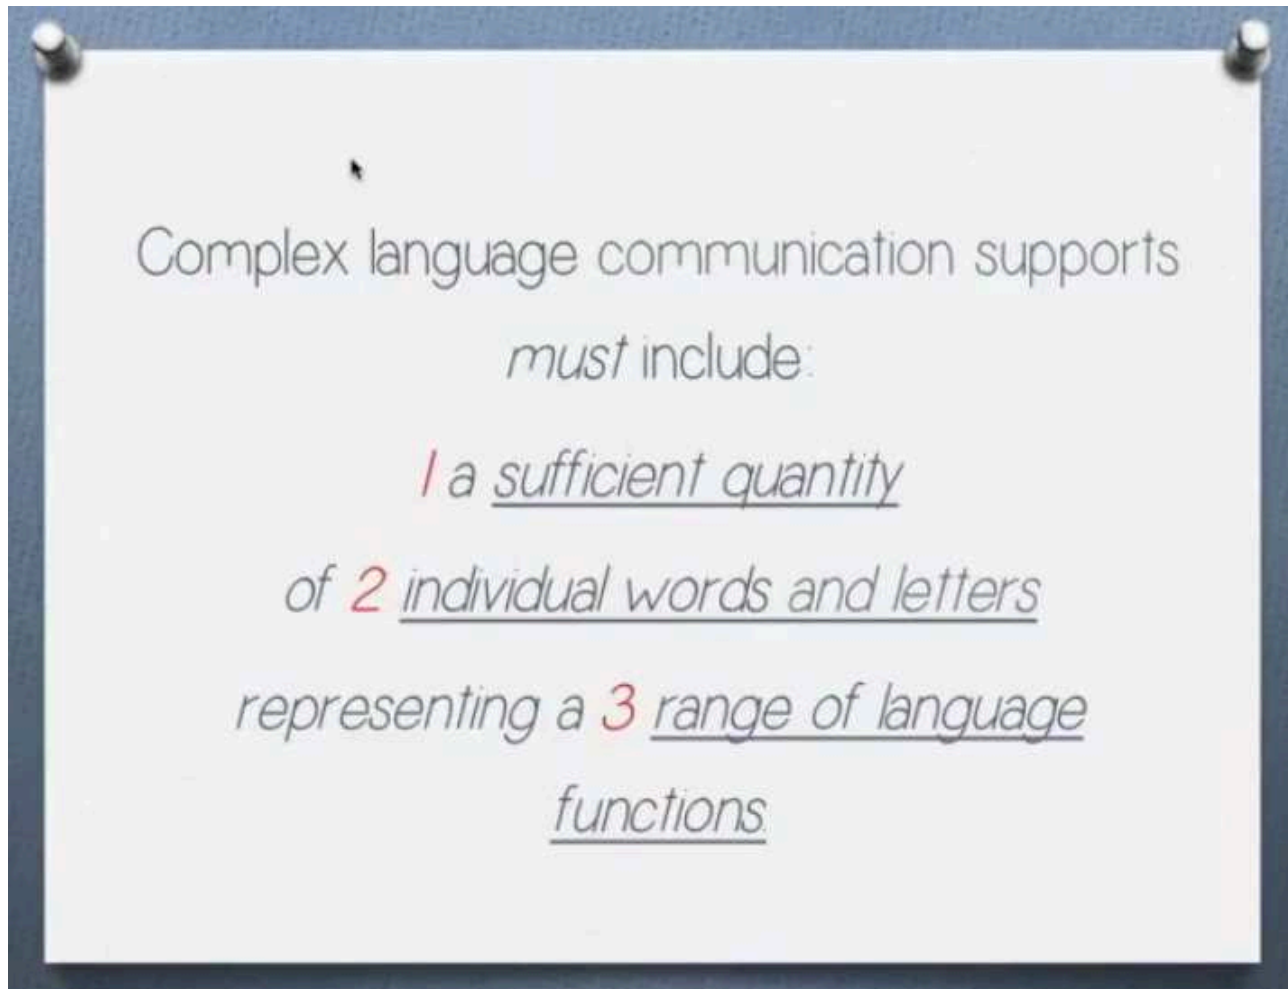 Complex language communication supports
must include:
1 a sufficient quantity
of 2 individual words and letters
representing a 3 range of language
functions.